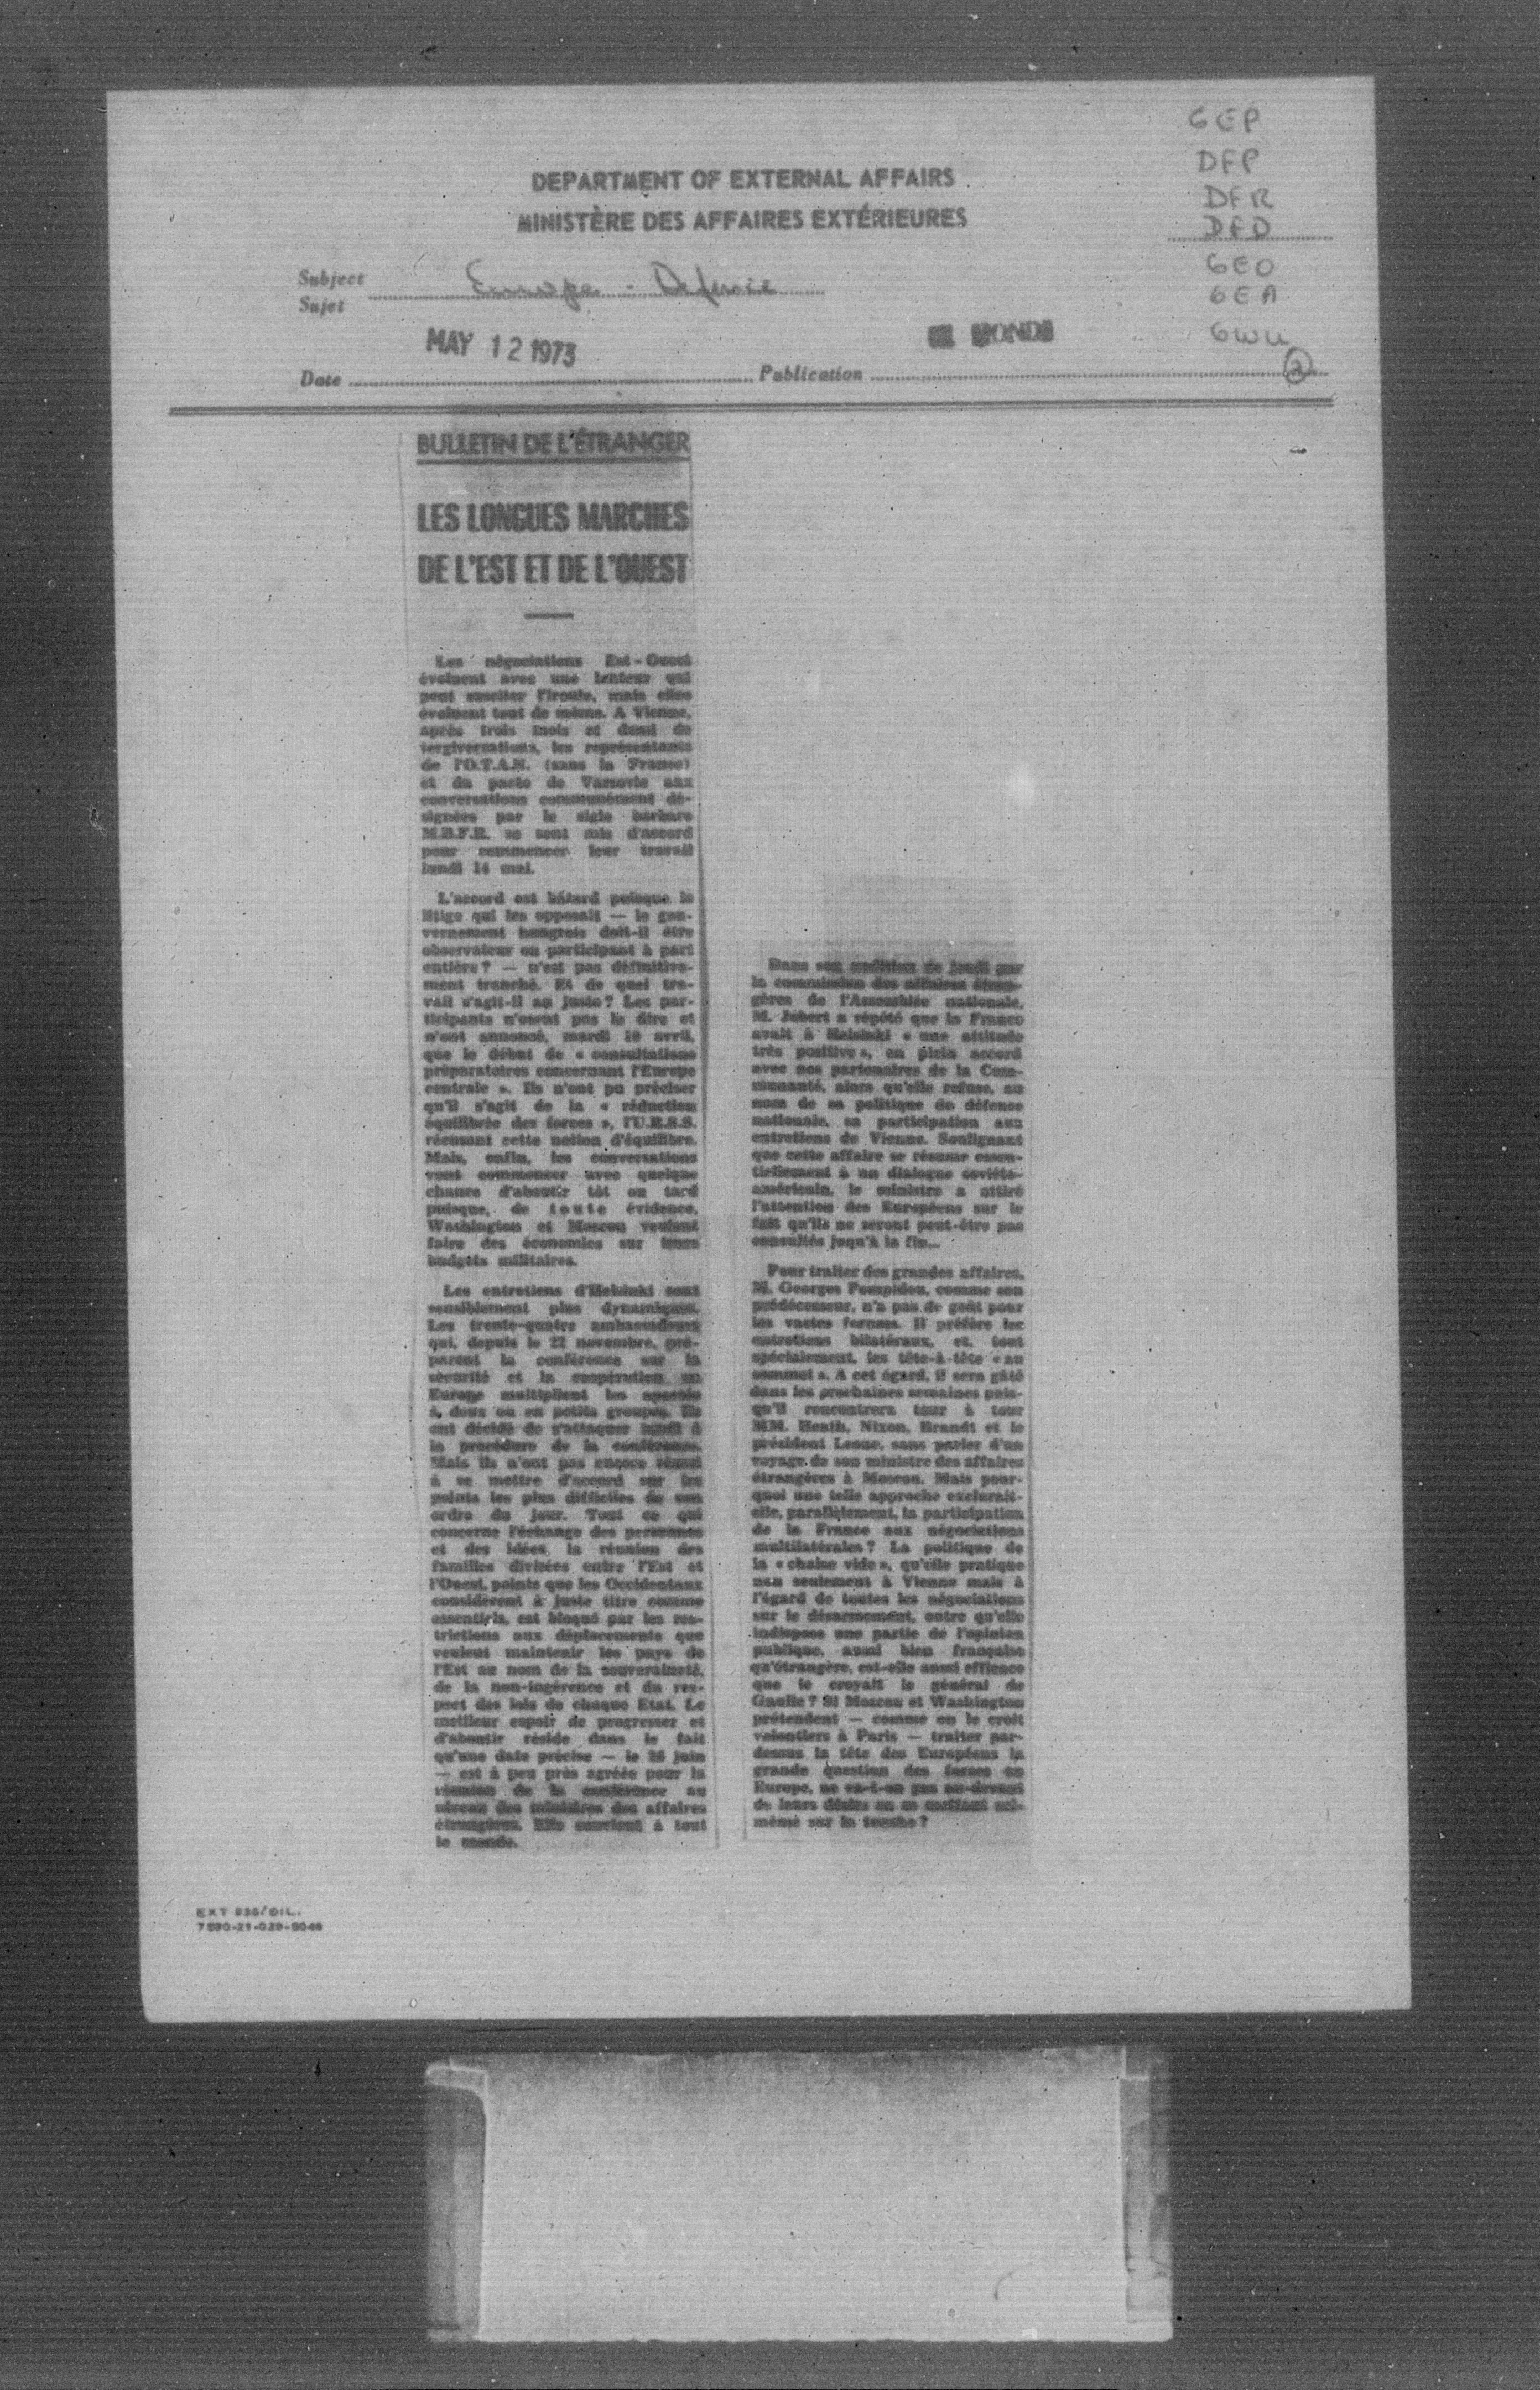 GEP
DFP
DFR
DFD
GEO
GEA
GWU
2
DEPARTMENT OF EXTERNAL AFFAIRS
MINISTÈRE DES AFFAIRES EXTÉRIEURES
Subject
Sujet
Europe - Defence
MAY 12 1973
MONDE
Date
Publication
BULLETIN DE L'ÉTRANGER
LES LONGUES MARCHES
DE L'EST ET DE L'OUEST
Les négociations Est-Ouest
évoluent avec une lenteur qui
peut susciter l'ironie, mais elles
évoluent tout de même. A Vienne,
après trois mois et demi de
tergiversations, les représentants
de l'O.T.A.N. (sans la France)
et du pacte de Varsovie aux
conversations communément dé-
signées par le sigle barbare
M.B.F.R. se sont mis d'accord
pour commencer leur travail
lundi 14 mai.
L'accord est bâtard puisque le
litige qui les opposait — le gou-
vernement hongrois doit-il être
observateur ou participant à part
entière? — n'est pas définitive-
ment tranché. Et de quel tra-
vail s'agit-il au juste? Les par-
ticipants n'osent pas le dire et
n'ont annoncé, mardi 10 avril,
que le début de « consultations
préparatoires concernant l'Europe
centrale ». Ils n'ont pu préciser
qu'il s'agit de la « réduction
équilibrée des forces », l'U.R.S.S.
récusant cette notion d'équilibre.
Mais, enfin, les conversations
vont commencer avec quelque
chance d'aboutir tôt ou tard
puisque, de toute évidence,
Washington et Moscou veulent
faire des économies sur leurs
budgets militaires.
Les entretiens d'Helsinki sont
sensiblement plus dynamiques.
Les trente-quatre ambassadeurs
qui, depuis le 22 novembre, pré-
parent la conférence sur la
sécurité et la coopération en
Europe multiplient les apartés
à deux ou en petits groupes. Ils
ont décidé de s'attaquer lundi à
la procédure de la conférence.
Mais ils n'ont pas encore réussi
à se mettre d'accord sur les
points les plus difficiles de son
ordre du jour. Tout ce qui
concerne l'échange des personnes
et des idées, la réunion des
familles divisées entre l'Est et
l'Ouest, points que les Occidentaux
considèrent à juste titre comme
essentiels, est bloqué par les res-
trictions aux déplacements que
veulent maintenir les pays de
l'Est au nom de la souveraineté,
de la non-ingérence et du res-
pect des lois de chaque Etat. Le
meilleur espoir de progresser et
d'aboutir réside dans le fait
qu'une date précise — le 26 juin
— est à peu près agréée pour la
réunion de la conférence au
niveau des ministres des affaires
étrangères. Elle convient à tout
le monde.
Dans son audition de jeudi par
la commission des affaires étran-
gères de l'Assemblée nationale,
M. Jobert a répété que la France
avait à Helsinki « une attitude
très positive », en plein accord
avec nos partenaires de la Com-
munauté, alors qu'elle refuse, au
nom de sa politique de défense
nationale, sa participation aux
entretiens de Vienne. Soulignant
que cette affaire se résume essen-
tiellement à un dialogue soviéto-
américain, le ministre a attiré
l'attention des Européens sur le
fait qu'ils ne seront peut-être pas
consultés juqu'à la fin...
Pour traiter des grandes affaires,
M. Georges Pompidou, comme son
prédécesseur, n'a pas de goût pour
les vastes forums. Il préfère les
entretiens bilatéraux, et, tout
spécialement, les tête-à-tête « au
sommet ». A cet égard, il sera gâté
dans les prochaines semaines puis-
qu'il rencontrera tour à tour
MM. Heath, Nixon, Brandt et le
président Leone, sans parler d'un
voyage de son ministre des affaires
étrangères à Moscou. Mais pour-
quoi une telle approche exclurait-
elle, parallèlement, la participation
de la France aux négociations
multilatérales? La politique de
la « chaise vide », qu'elle pratique
non seulement à Vienne mais à
l'égard de toutes les négociations
sur le désarmement, outre qu'elle
indispose une partie de l'opinion
publique, aussi bien française
qu'étrangère, est-elle aussi efficace
que le croyait le général de
Gaulle? Si Moscou et Washington
prétendent — comme on le croit
volontiers à Paris — traiter par-
dessus la tête des Européens la
grande question des forces en
Europe, ne va-t-on pas au-devant
de leurs désirs en se mettant soi-
même sur la touche?
EXT 938/BIL.
7530-21-029-5046